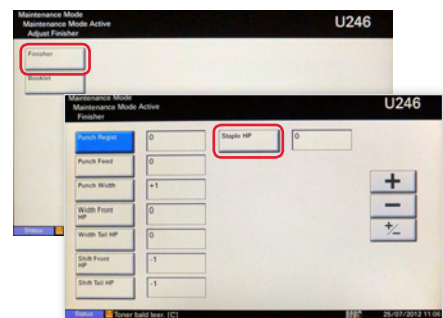 Maintenance Mode
Maintenance Mode Active
Adjust Finisher
U246
Finisher
Booklet
Status
Maintenance Mode
Maintenance Mode Active
Finisher
U246
Punch Regist 0
Staple HP 0
Punch Feed 0
Punch Width +1
Width Front HP 0
Width Tail HP 0
Shift Front HP -1
Shift Tail HP -1
+
−
+/−
Status Toner bald leer. [C] 25/07/2012 11:06